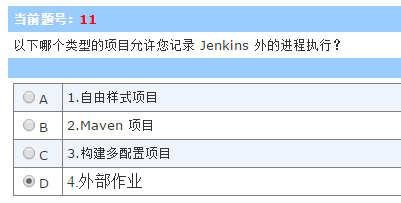 当前题号：11
以下哪个类型的项目允许您记录 Jenkins 外的进程执行?
A 1.自由样式项目
B 2.Maven 项目
C 3.构建多配置项目
D 4.外部作业